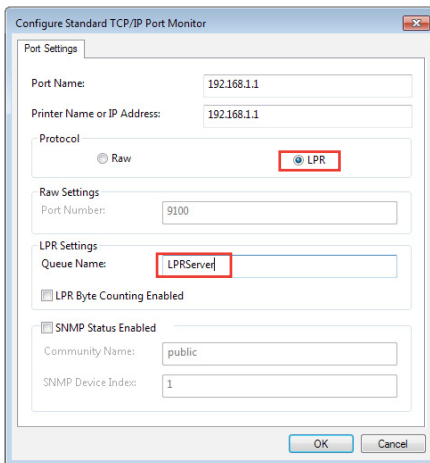 Configure Standard TCP/IP Port Monitor
Port Settings
Port Name: 192.168.1.1
Printer Name or IP Address: 192.168.1.1
Protocol
Raw LPR
Raw Settings
Port Number: 9100
LPR Settings
Queue Name: LPRServer
LPR Byte Counting Enabled
SNMP Status Enabled
Community Name: public
SNMP Device Index: 1
OK Cancel